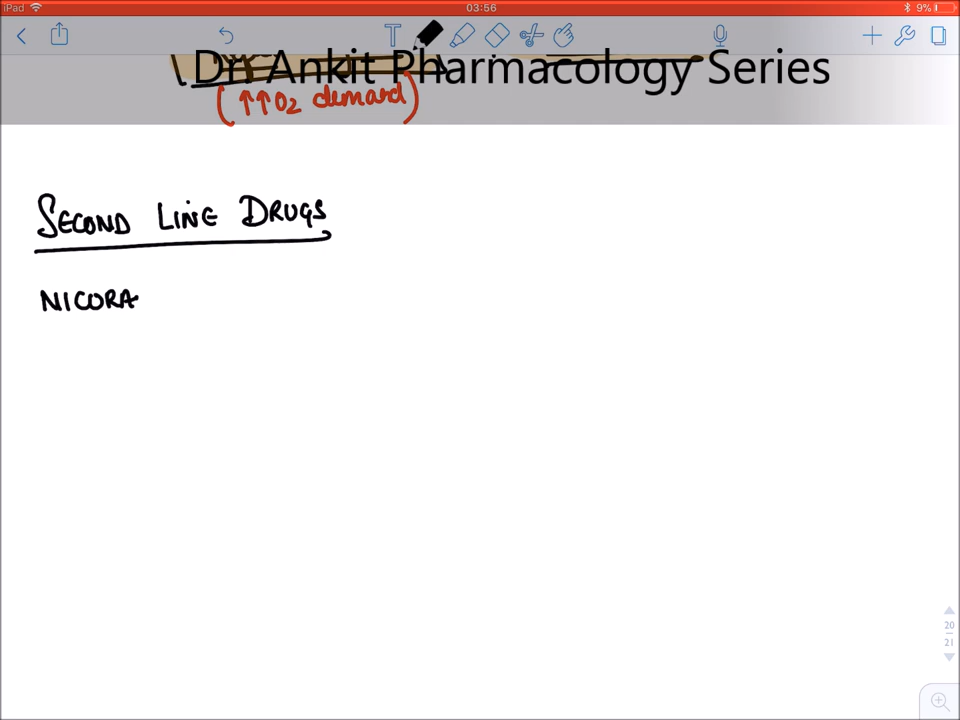 iPad 03:56 9%
Dr. Ankit Pharmacology Series
(↑↑O₂ demand)
SECOND LINE DRUGS
NICORA
20
21